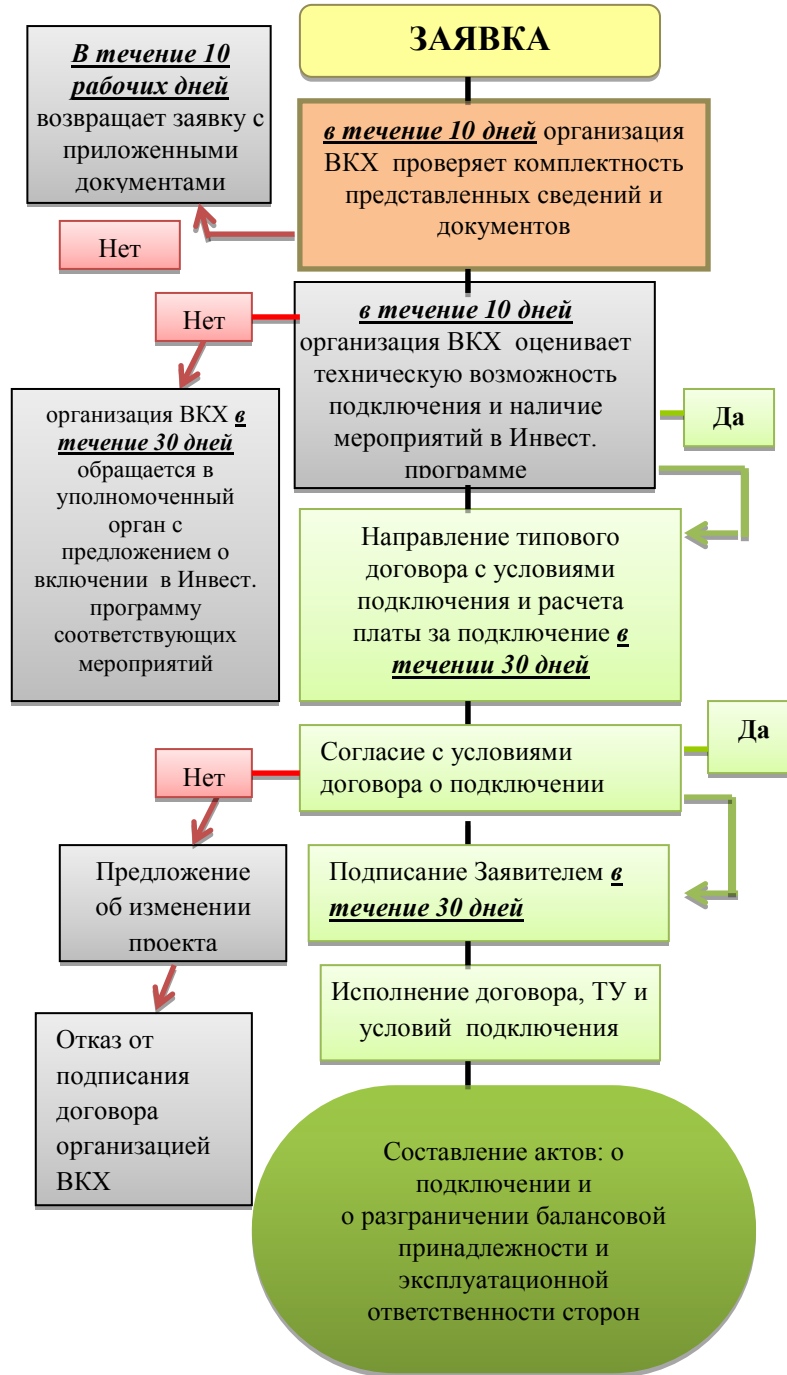 ЗАЯВКА
В течение 10
рабочих дней
возвращает заявку с
приложенными
документами
в течение 10 дней организация
ВКХ проверяет комплектность
представленных сведений и
документов
Нет
в течение 10 дней
организация ВКХ оценивает
техническую возможность
подключения и наличие
мероприятий в Инвест.
программе
Нет
Да
организация ВКХ в
течение 30 дней
обращается в
уполномоченный
орган с
предложением о
включении в Инвест.
программу
соответствующих
мероприятий
Направление типового
договора с условиями
подключения и расчета
платы за подключение в
течении 30 дней
Согласие с условиями
договора о подключении
Да
Нет
Предложение
об изменении
проекта
Подписание Заявителем в
течение 30 дней
Исполнение договора, ТУ и
условий подключения
Отказ от
подписания
договора
организацией
ВКХ
Составление актов: о
подключении и
о разграничении балансовой
принадлежности и
эксплуатационной
ответственности сторон